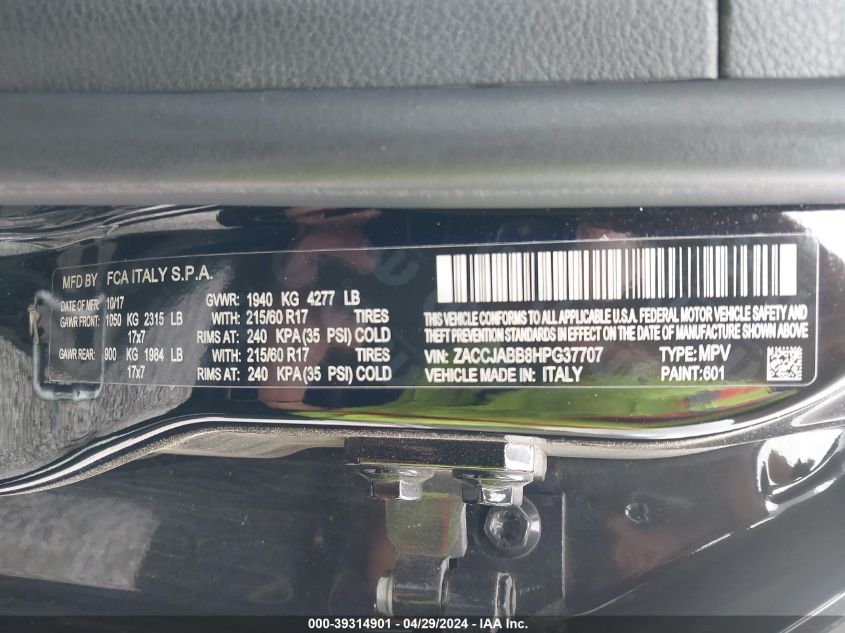 MFD BY FCA ITALY S.P.A.
DATE OF MFR: 10/17 GVWR: 1940 KG 4277 LB
GAWR FRONT: 1050 KG 2315 LB WITH: 215/60 R17 TIRES
17x7 RIMS AT: 240 KPA (35 PSI) COLD
GAWR REAR: 900 KG 1984 LB WITH: 215/60 R17 TIRES
17x7 RIMS AT: 240 KPA (35 PSI) COLD
THIS VEHICLE CONFORMS TO ALL APPLICABLE U.S.A. FEDERAL MOTOR VEHICLE SAFETY AND
THEFT PREVENTION STANDARDS IN EFFECT ON THE DATE OF MANUFACTURE SHOWN ABOVE.
VIN: ZACCJABB8HPG37707 TYPE: MPV
VEHICLE MADE IN: ITALY PAINT: 601
000-39314901 - 04/29/2024 - IAA Inc.